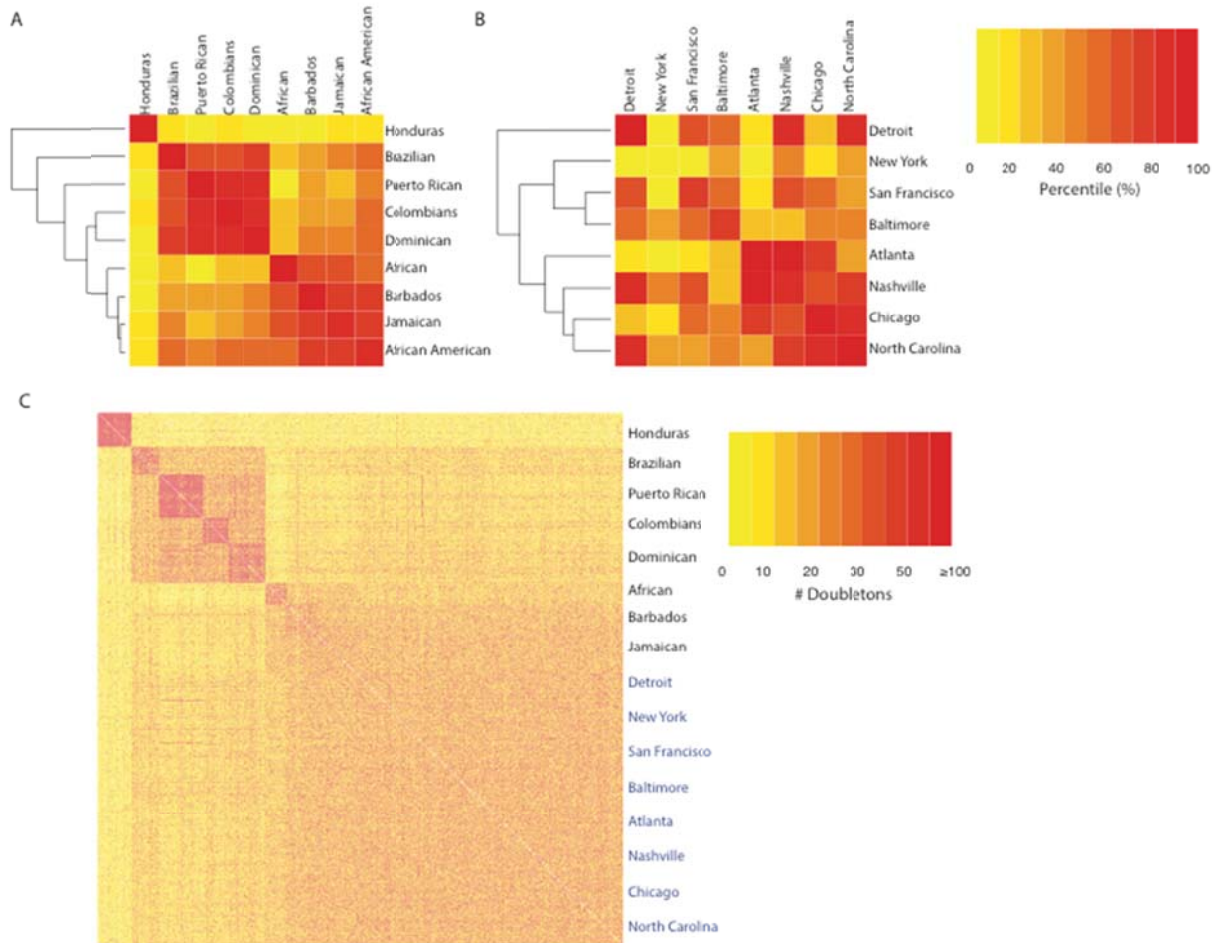 A
Honduras
Brazilian
Puerto Rican
Colombians
Dominican
African
Barbados
Jamaican
African American
Honduras
Brazilian
Puerto Rican
Colombians
Dominican
African
Barbados
Jamaican
African American
B
Detroit
New York
San Francisco
Baltimore
Atlanta
Nashville
Chicago
North Carolina
Detroit
New York
San Francisco
Baltimore
Atlanta
Nashville
Chicago
North Carolina
0 20 40 60 80 100
Percentile (%)
C
Honduras
Brazilian
Puerto Rican
Colombians
Dominican
African
Barbados
Jamaican
Detroit
New York
San Francisco
Baltimore
Atlanta
Nashville
Chicago
North Carolina
0 10 20 30 50 ≥100
# Doubletons